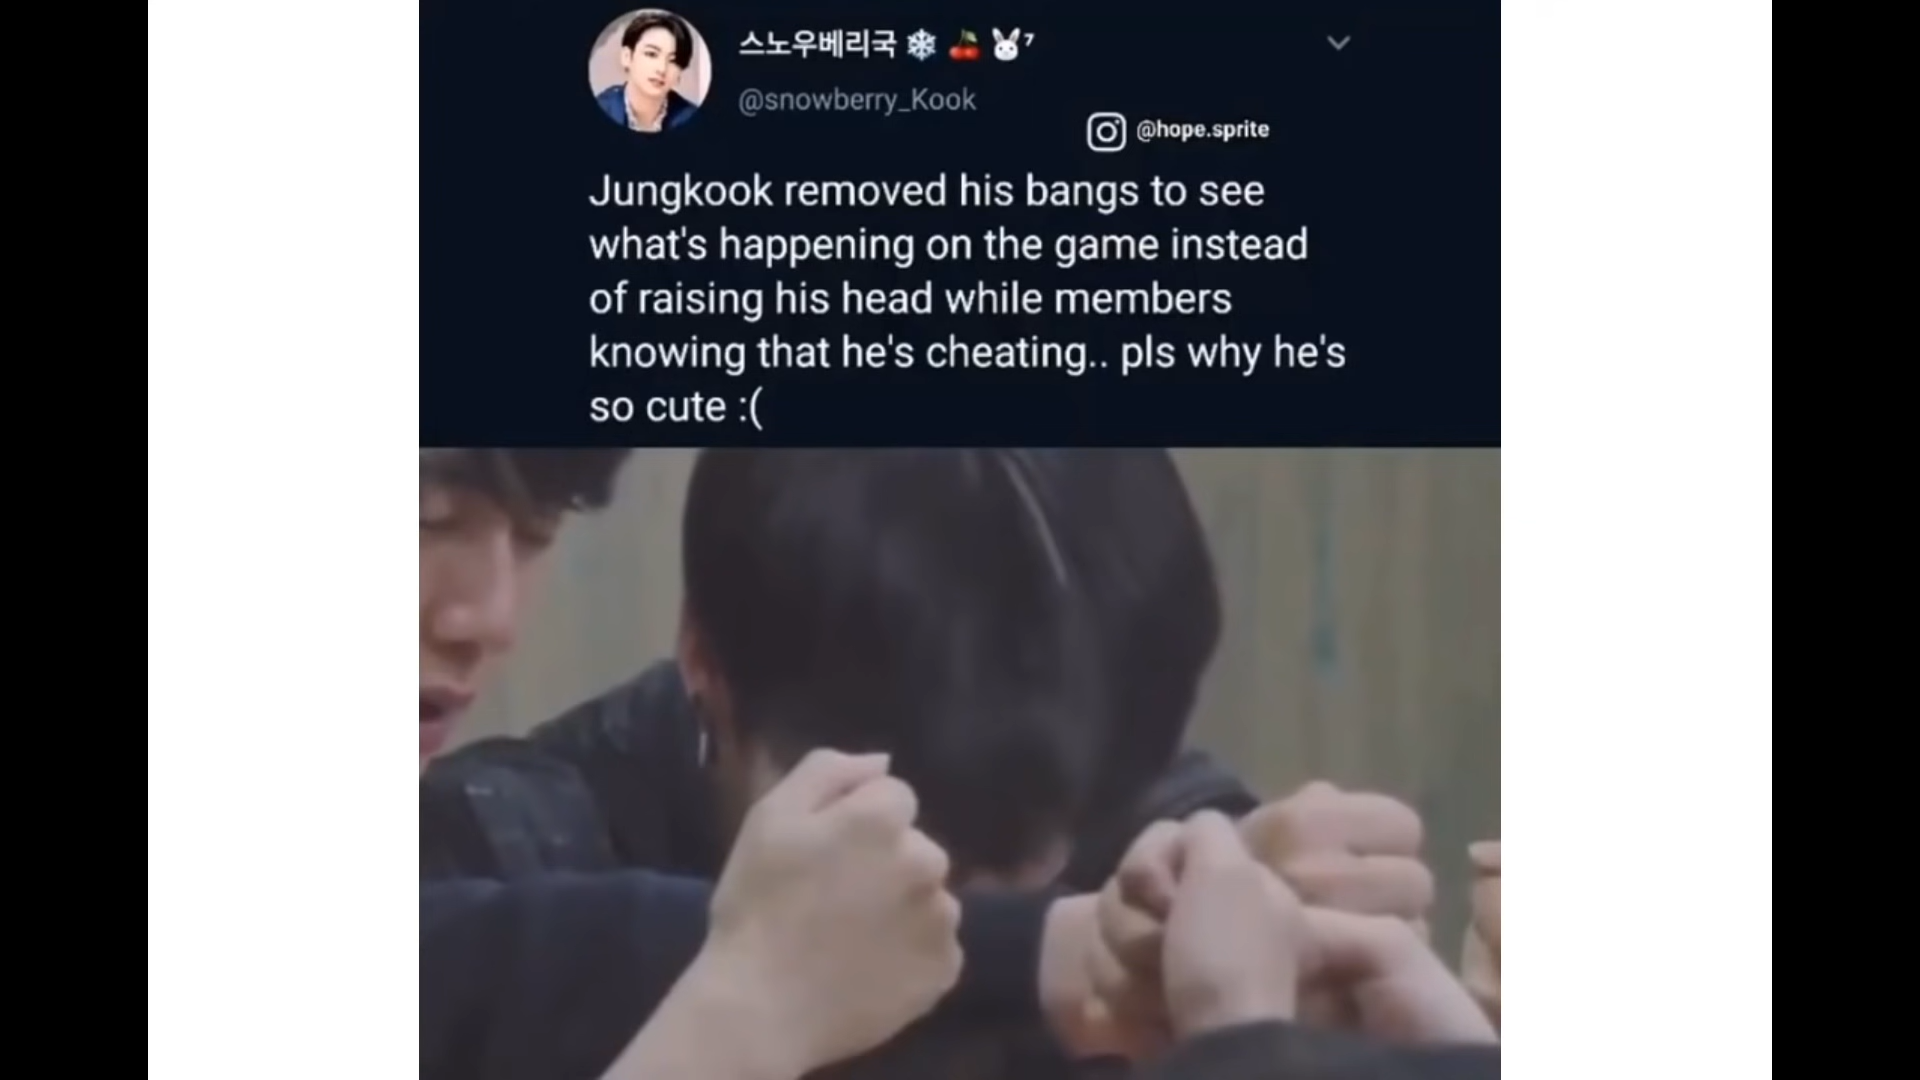 스노우베리국 ❄️ 🍒 🐰⁷
@snowberry_Kook
@hope.sprite
Jungkook removed his bangs to see
what's happening on the game instead
of raising his head while members
knowing that he's cheating.. pls why he's
so cute :(